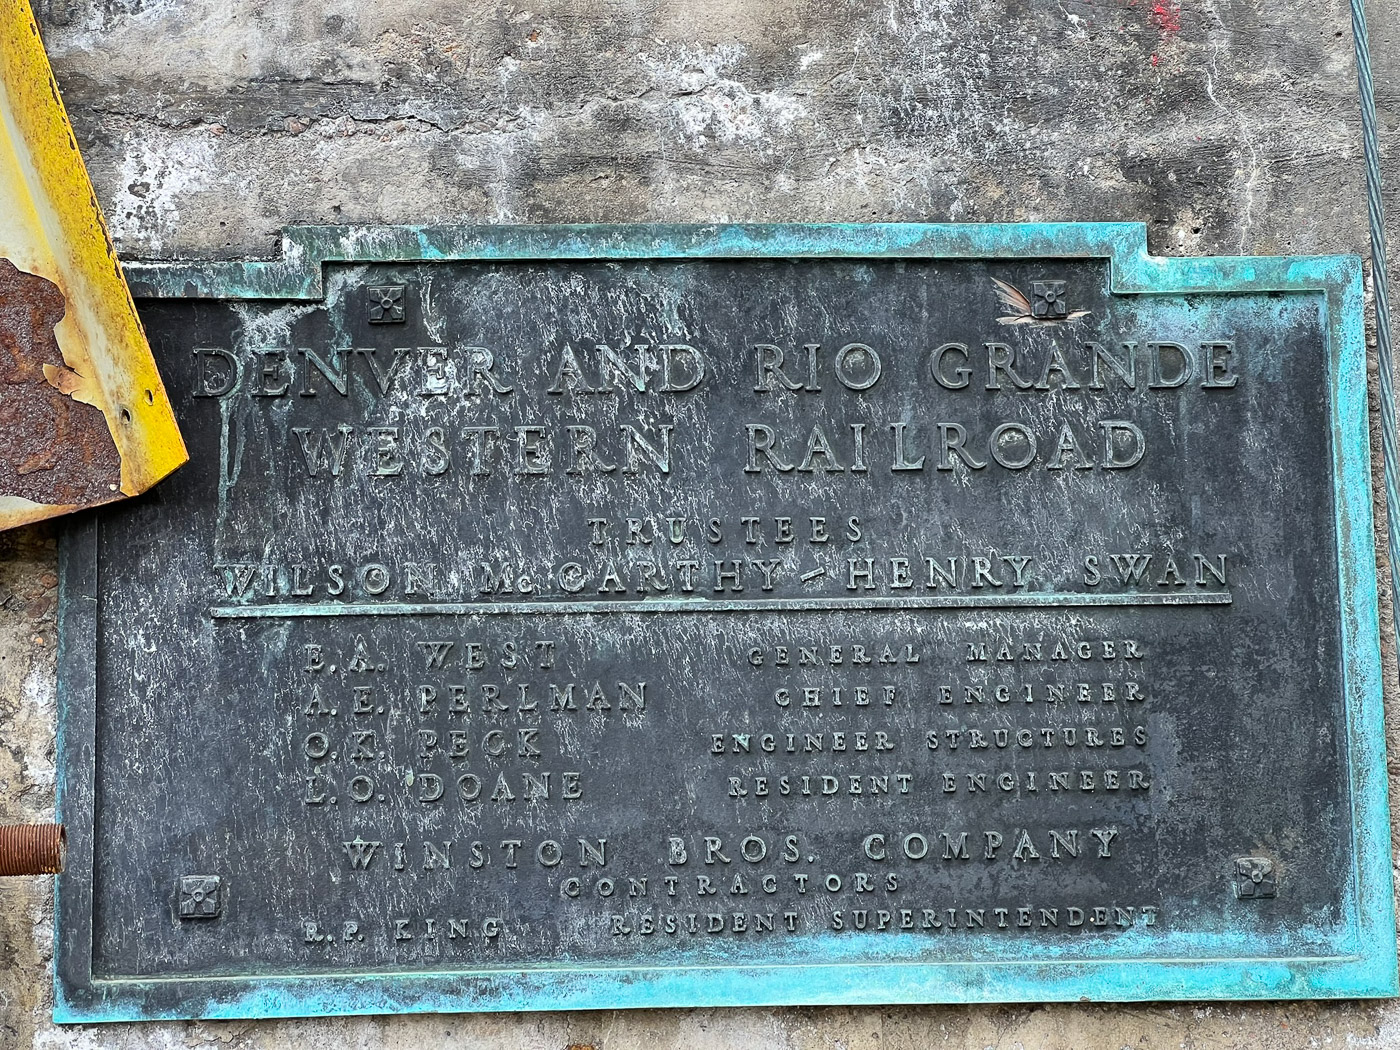 DENVER AND RIO GRANDE
WESTERN RAILROAD
TRUSTEES
WILSON McCARTHY - HENRY SWAN
E. A. WEST GENERAL MANAGER
A. E. PERLMAN CHIEF ENGINEER
O. K. PECK ENGINEER STRUCTURES
L. O. DOANE RESIDENT ENGINEER
WINSTON BROS. COMPANY
CONTRACTORS
R. P. KING RESIDENT SUPERINTENDENT